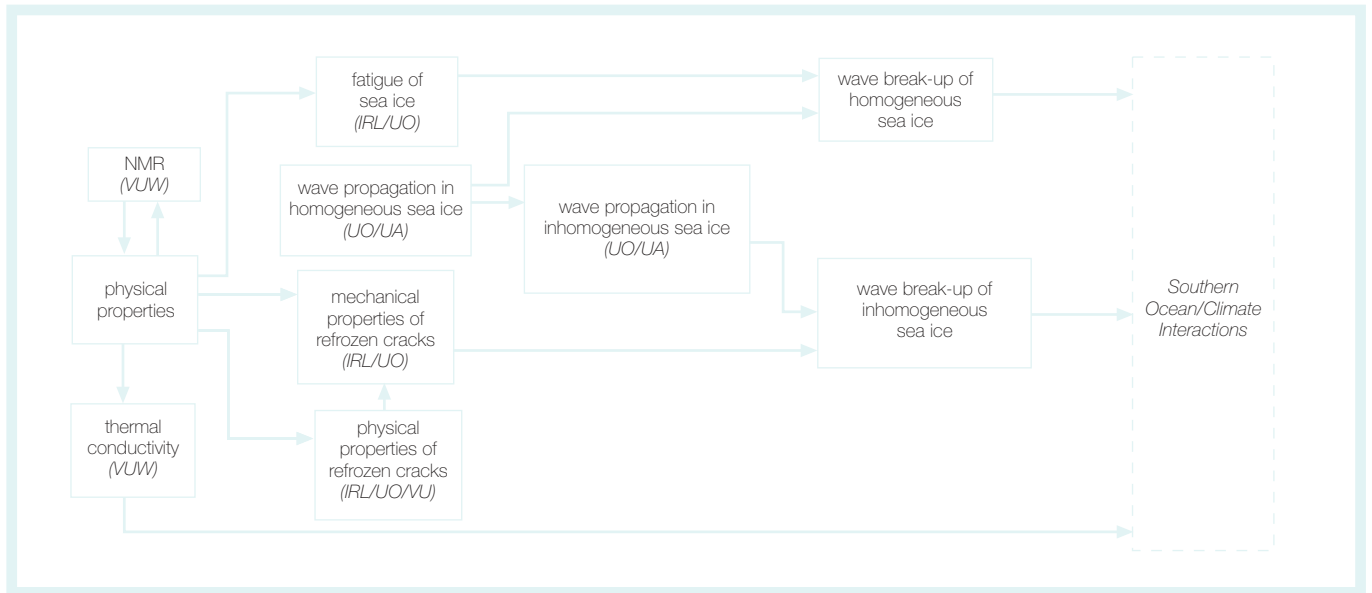 fatigue of
sea ice
(IRL/UO)
wave break-up of
homogeneous
sea ice
NMR
(VUW)
wave propagation in
homogeneous sea ice
(UO/UA)
wave propagation in
inhomogeneous sea ice
(UO/UA)
physical
properties
mechanical
properties of
refrozen cracks
(IRL/UO)
wave break-up of
inhomogeneous
sea ice
Southern
Ocean/Climate
Interactions
thermal
conductivity
(VUW)
physical
properties of
refrozen cracks
(IRL/UO/VU)